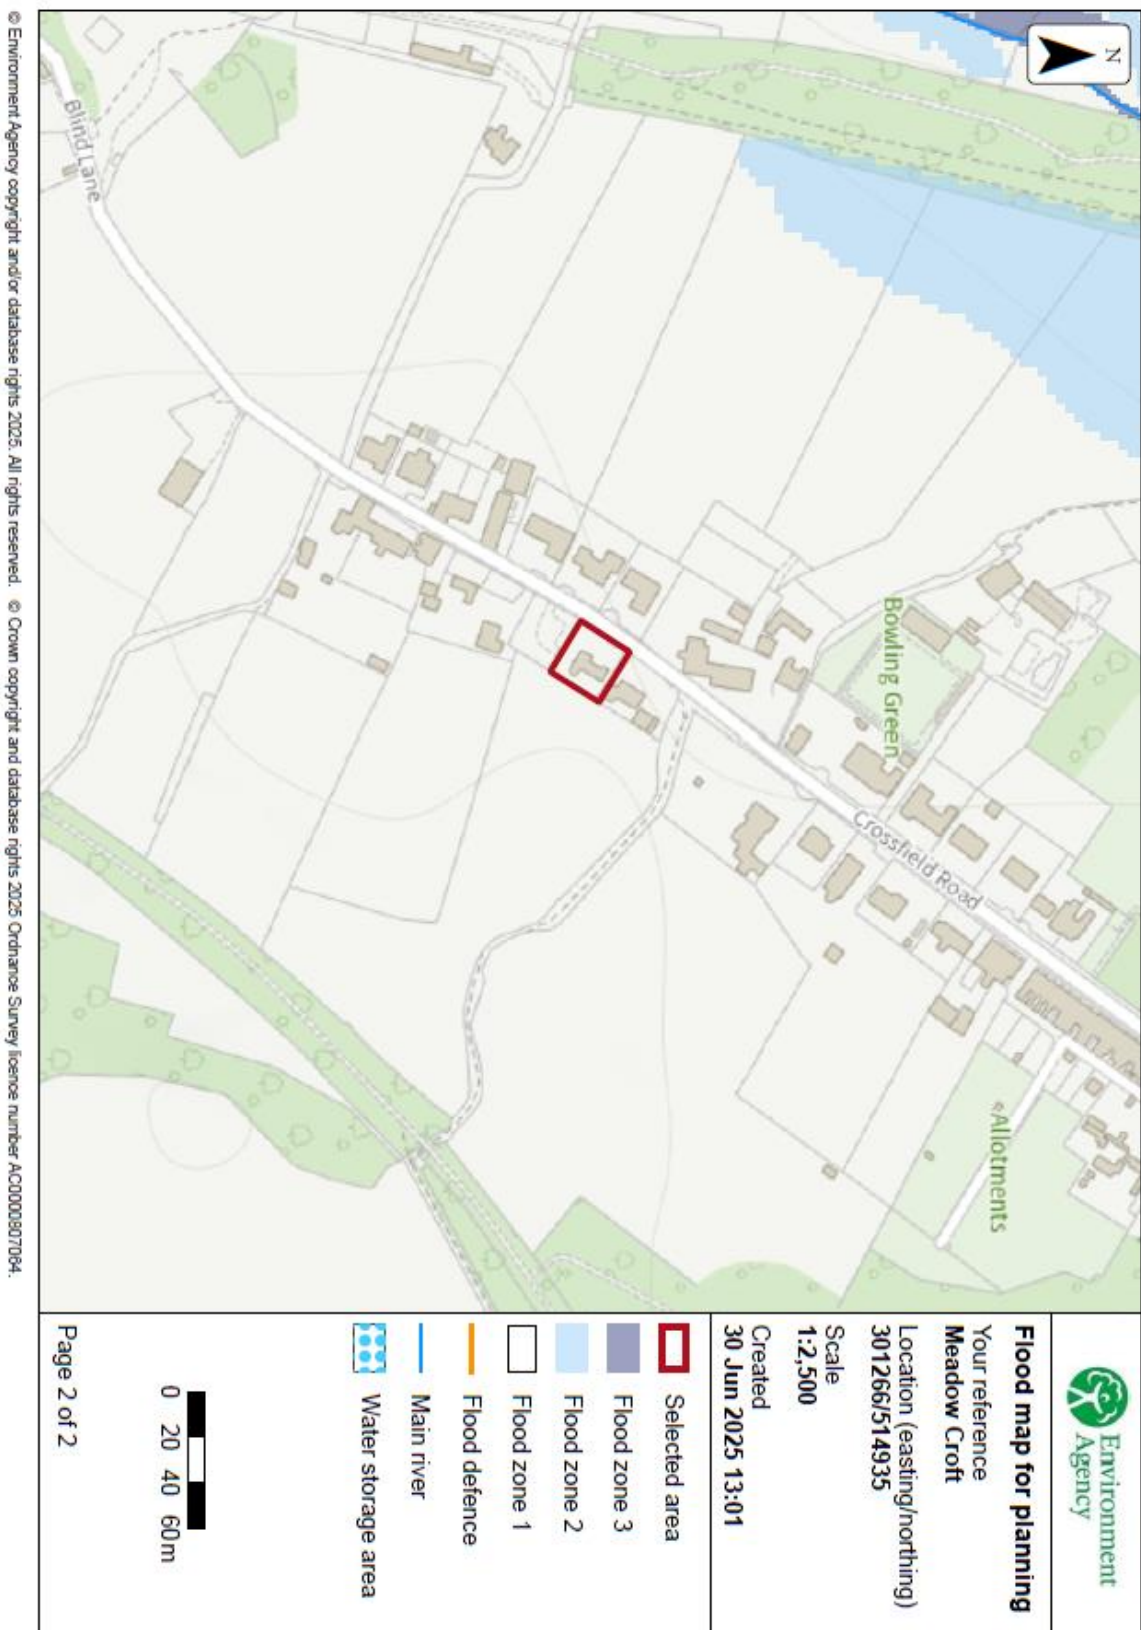 N
Blind Lane
Bowling Green
Crossfield Road
Allotments
Environment
Agency
Flood map for planning
Your reference
Meadow Croft
Location (easting/northing)
301266/514935
Scale
1:2,500
Created
30 Jun 2025 13:01
Selected area
Flood zone 3
Flood zone 2
Flood zone 1
Flood defence
Main river
Water storage area
0 20 40 60m
Page 2 of 2
© Environment Agency copyright and/or database rights 2025. All rights reserved. © Crown copyright and database rights 2025 Ordnance Survey licence number AC0000807064.